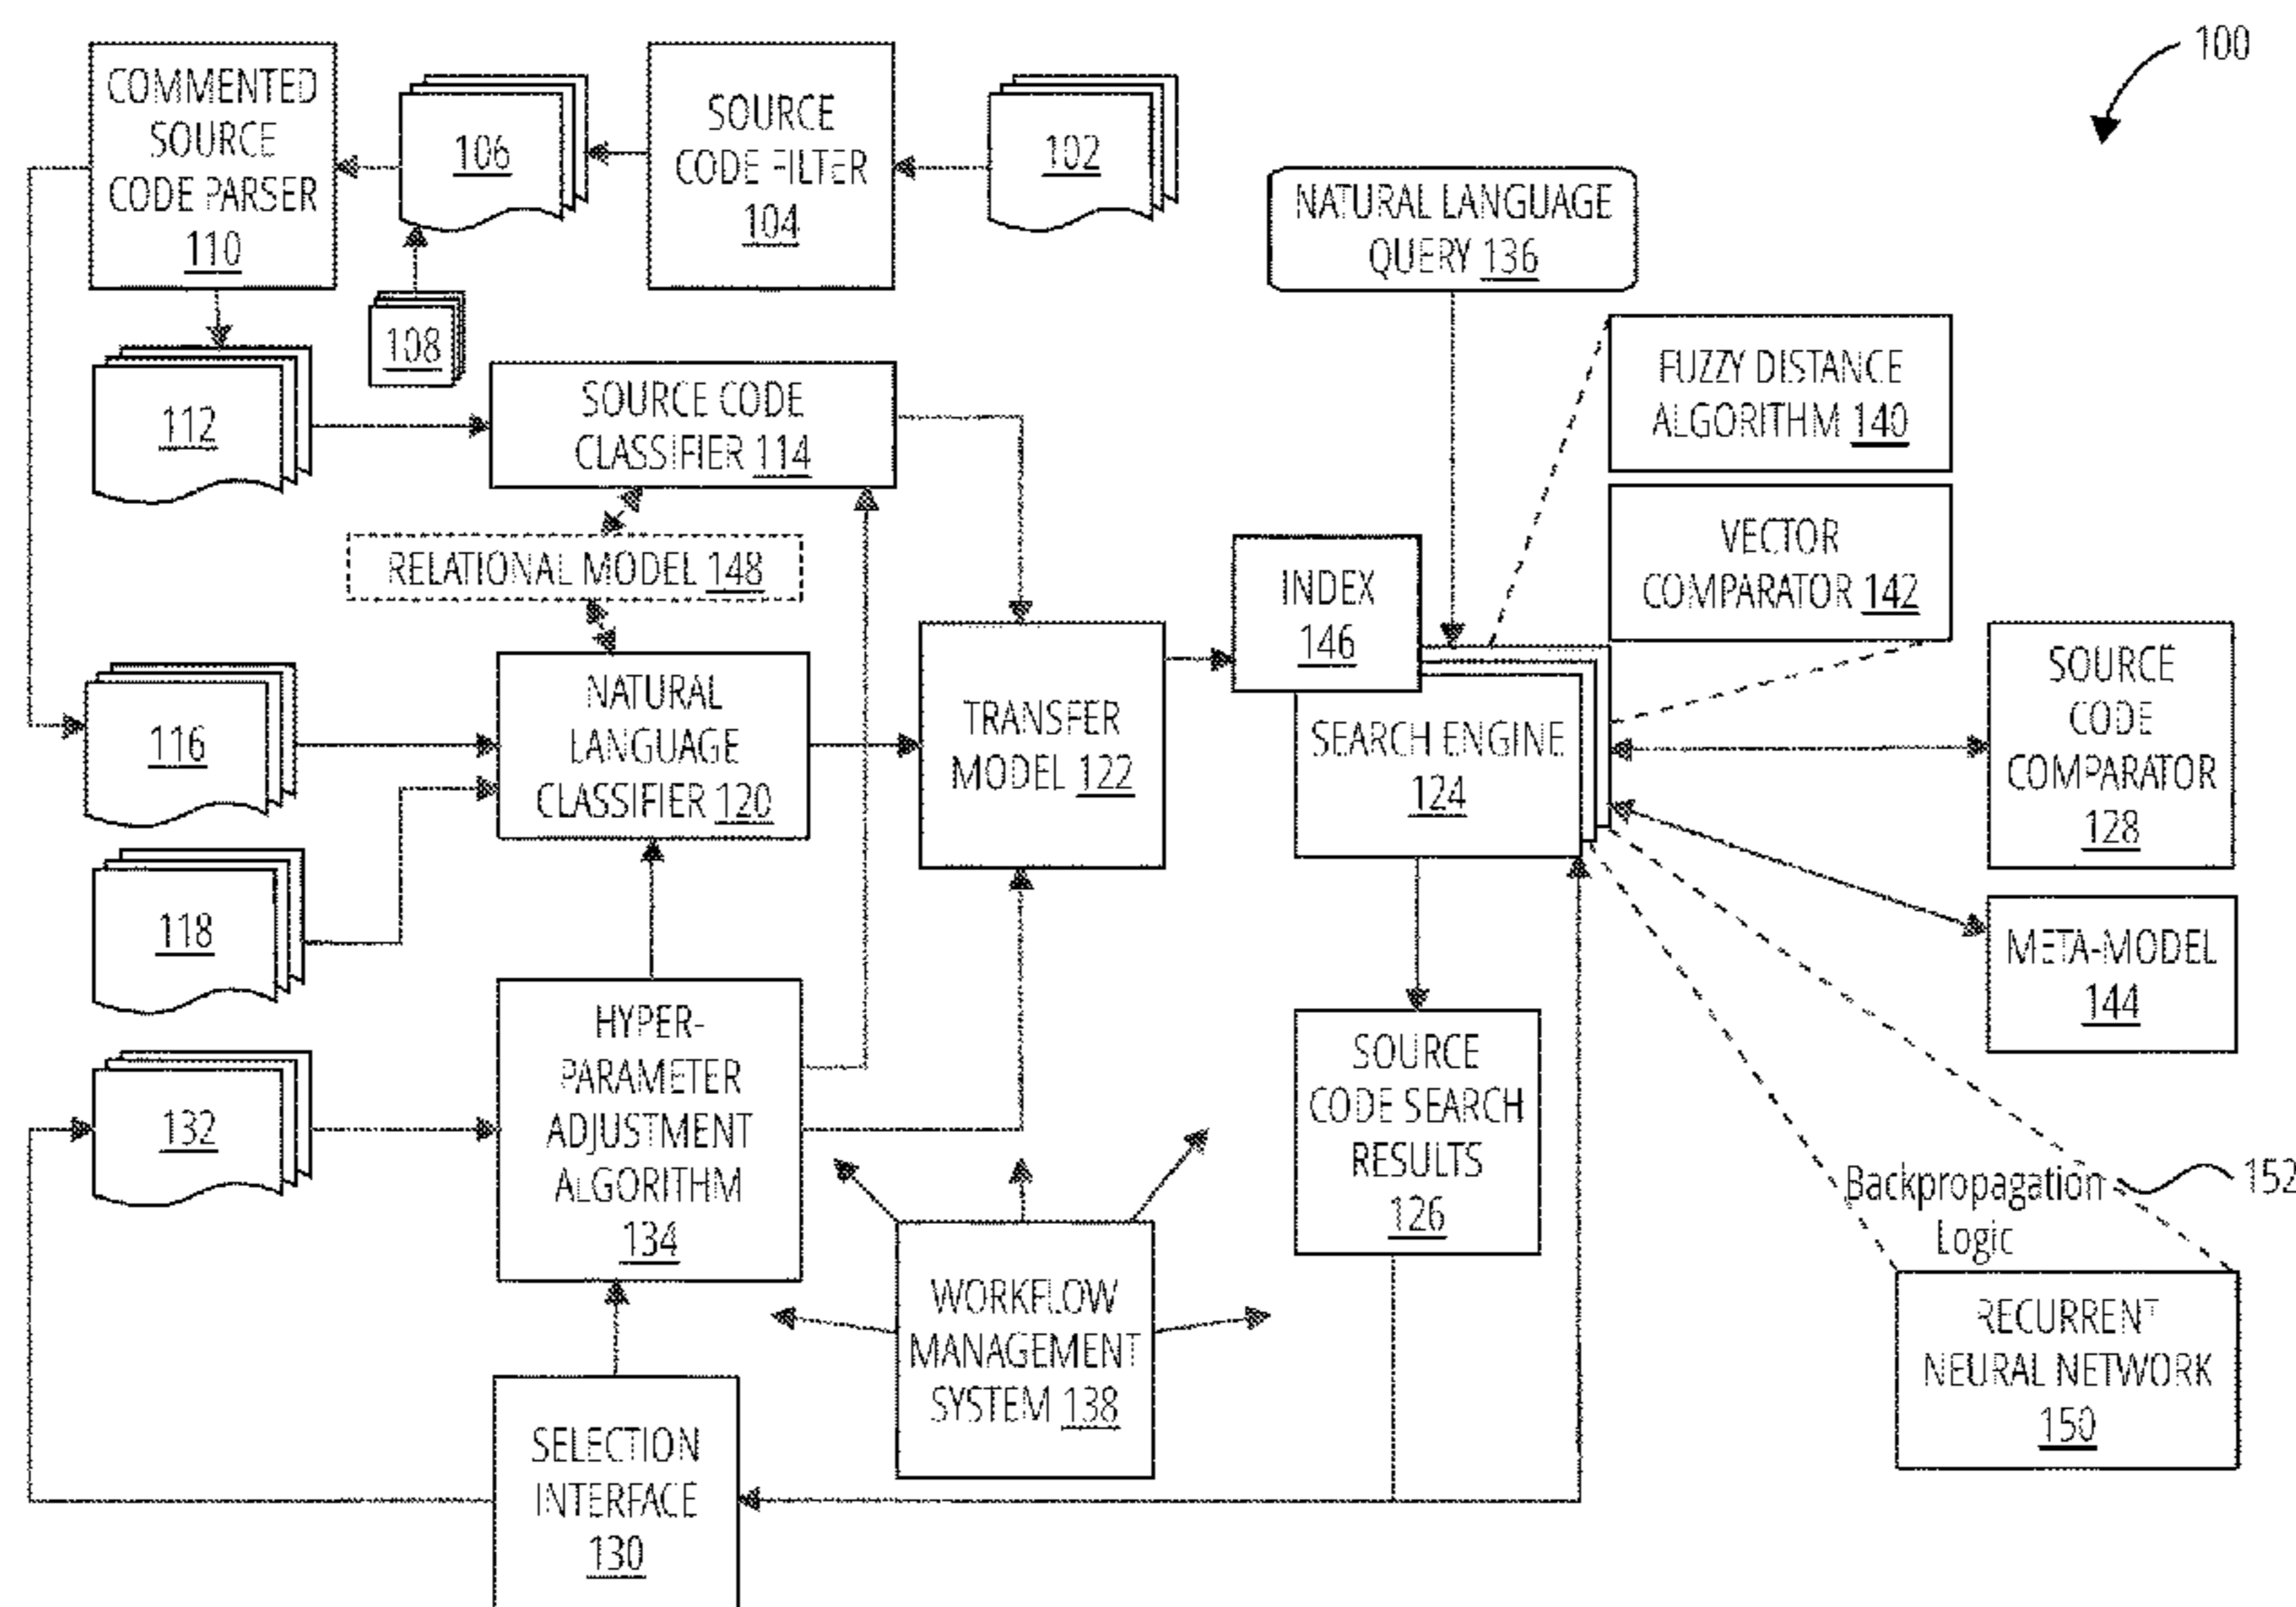 100
COMMENTED
SOURCE
CODE PARSER
110
106
SOURCE
CODE FILTER
104
102
NATURAL LANGUAGE
QUERY 136
108
FUZZY DISTANCE
ALGORITHM 140
112
SOURCE CODE
CLASSIFIER 114
VECTOR
COMPARATOR 142
RELATIONAL MODEL 148
INDEX
146
116
NATURAL
LANGUAGE
CLASSIFIER 120
TRANSFER
MODEL 122
SEARCH ENGINE
124
SOURCE
CODE
COMPARATOR
128
118
META-MODEL
144
132
HYPER-
PARAMETER
ADJUSTMENT
ALGORITHM
134
SOURCE
CODE SEARCH
RESULTS
126
Backpropagation
Logic
152
WORKFLOW
MANAGEMENT
SYSTEM 138
RECURRENT
NEURAL NETWORK
150
SELECTION
INTERFACE
130